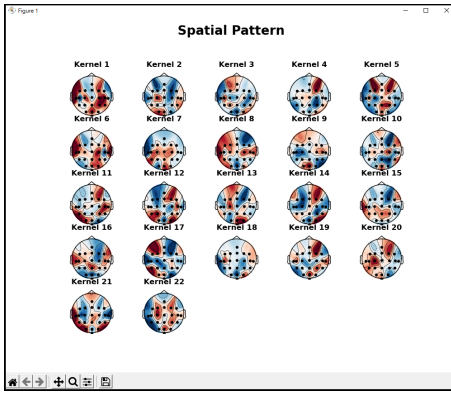 Figure 1
Spatial Pattern
Kernel 1 Kernel 2 Kernel 3 Kernel 4 Kernel 5
Kernel 6 Kernel 7 Kernel 8 Kernel 9 Kernel 10
Kernel 11 Kernel 12 Kernel 13 Kernel 14 Kernel 15
Kernel 16 Kernel 17 Kernel 18 Kernel 19 Kernel 20
Kernel 21 Kernel 22